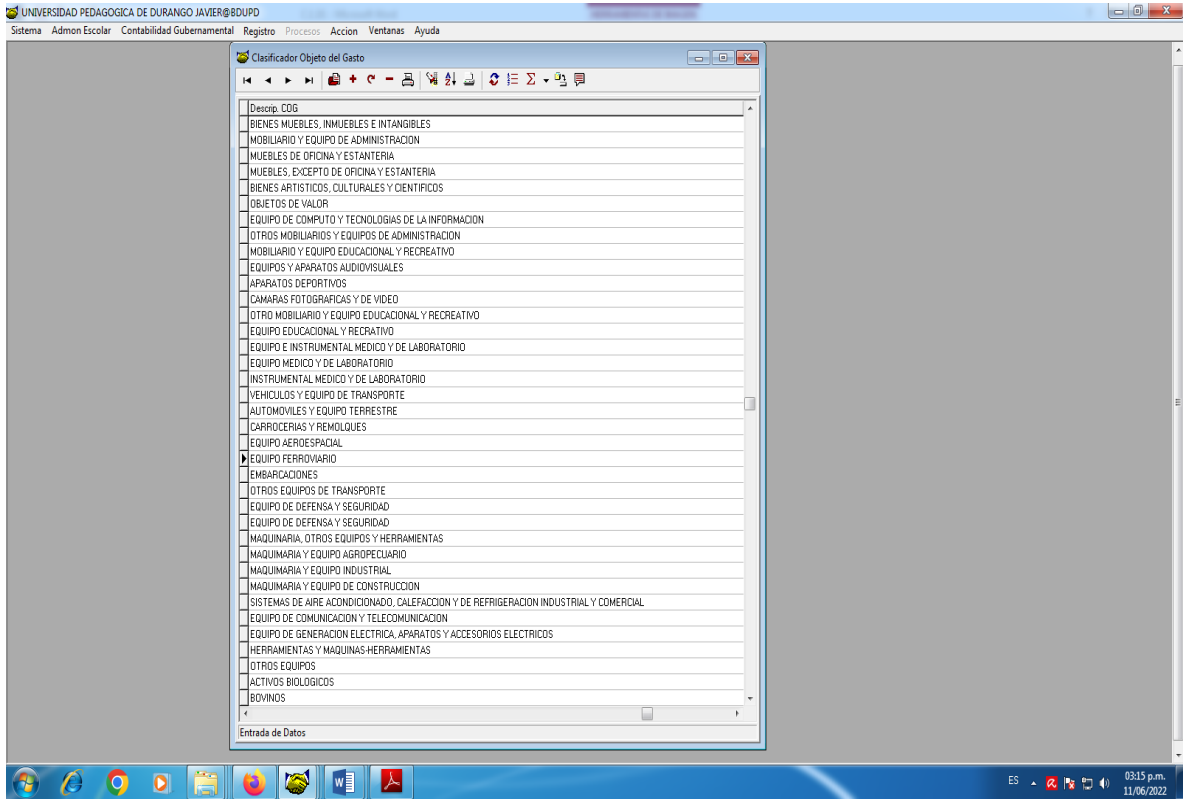 UNIVERSIDAD PEDAGOGICA DE DURANGO JAVIER@BDUPD
Sistema Admon Escolar Contabilidad Gubernamental Registro Procesos Accion Ventanas Ayuda
Clasificador Objeto del Gasto
Descrip. COG
BIENES MUEBLES, INMUEBLES E INTANGIBLES
MOBILIARIO Y EQUIPO DE ADMINISTRACION
MUEBLES DE OFICINA Y ESTANTERIA
MUEBLES, EXCEPTO DE OFICINA Y ESTANTERIA
BIENES ARTISTICOS, CULTURALES Y CIENTIFICOS
OBJETOS DE VALOR
EQUIPO DE COMPUTO Y TECNOLOGIAS DE LA INFORMACION
OTROS MOBILIARIOS Y EQUIPOS DE ADMINISTRACION
MOBILIARIO Y EQUIPO EDUCACIONAL Y RECREATIVO
EQUIPOS Y APARATOS AUDIOVISUALES
APARATOS DEPORTIVOS
CAMARAS FOTOGRAFICAS Y DE VIDEO
OTRO MOBILIARIO Y EQUIPO EDUCACIONAL Y RECREATIVO
EQUIPO EDUCACIONAL Y RECRATIVO
EQUIPO E INSTRUMENTAL MEDICO Y DE LABORATORIO
EQUIPO MEDICO Y DE LABORATORIO
INSTRUMENTAL MEDICO Y DE LABORATORIO
VEHICULOS Y EQUIPO DE TRANSPORTE
AUTOMOVILES Y EQUIPO TERRESTRE
CARROCERIAS Y REMOLQUES
EQUIPO AEROESPACIAL
EQUIPO FERROVIARIO
EMBARCACIONES
OTROS EQUIPOS DE TRANSPORTE
EQUIPO DE DEFENSA Y SEGURIDAD
EQUIPO DE DEFENSA Y SEGURIDAD
MAQUINARIA, OTROS EQUIPOS Y HERRAMIENTAS
MAQUIMARIA Y EQUIPO AGROPECUARIO
MAQUIMARIA Y EQUIPO INDUSTRIAL
MAQUIMARIA Y EQUIPO DE CONSTRUCCION
SISTEMAS DE AIRE ACONDICIONADO, CALEFACCION Y DE REFRIGERACION INDUSTRIAL Y COMERCIAL
EQUIPO DE COMUNICACION Y TELECOMUNICACION
EQUIPO DE GENERACION ELECTRICA, APARATOS Y ACCESORIOS ELECTRICOS
HERRAMIENTAS Y MAQUINAS-HERRAMIENTAS
OTROS EQUIPOS
ACTIVOS BIOLOGICOS
BOVINOS
Entrada de Datos
ES 03:15 p.m.
11/06/2022